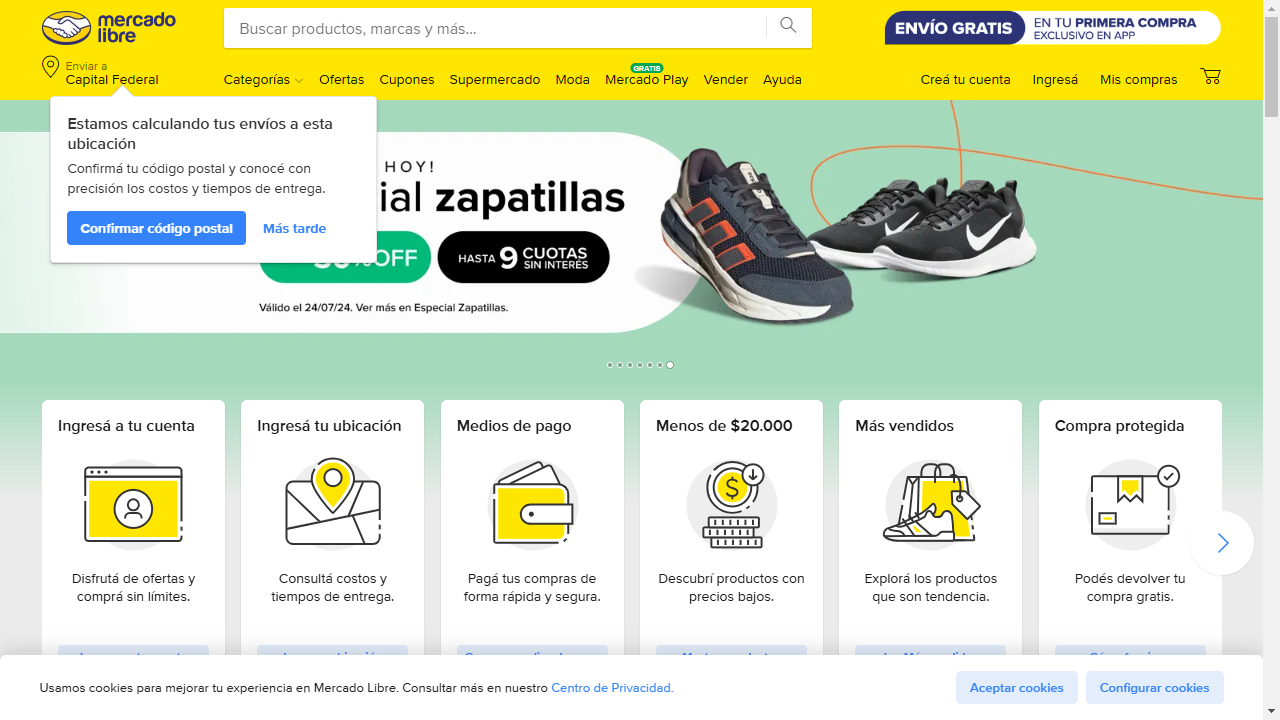 mercado
libre
Buscar productos, marcas y más...
ENVÍO GRATIS
EN TU PRIMERA COMPRA
EXCLUSIVO EN APP
Enviar a
Capital Federal
Categorías
Ofertas
Cupones
Supermercado
Moda
GRATIS
Mercado Play
Vender
Ayuda
Creá tu cuenta
Ingresá
Mis compras
Estamos calculando tus envíos a esta
ubicación
Confirmá tu código postal y conocé con
precisión los costos y tiempos de entrega.
Confirmar código postal
Más tarde
HOY!
zapatillas
OFF
HASTA 9 CUOTAS
SIN INTERÉS
Válido el 24/07/24. Ver más en Especial Zapatillas.
Ingresá a tu cuenta
Disfrutá de ofertas y
comprá sin límites.
Ingresá tu ubicación
Consultá costos y
tiempos de entrega.
Medios de pago
Pagá tus compras de
forma rápida y segura.
Menos de $20.000
Descubrí productos con
precios bajos.
Más vendidos
Explorá los productos
que son tendencia.
Compra protegida
Podés devolver tu
compra gratis.
Usamos cookies para mejorar tu experiencia en Mercado Libre. Consultar más en nuestro Centro de Privacidad.
Aceptar cookies
Configurar cookies